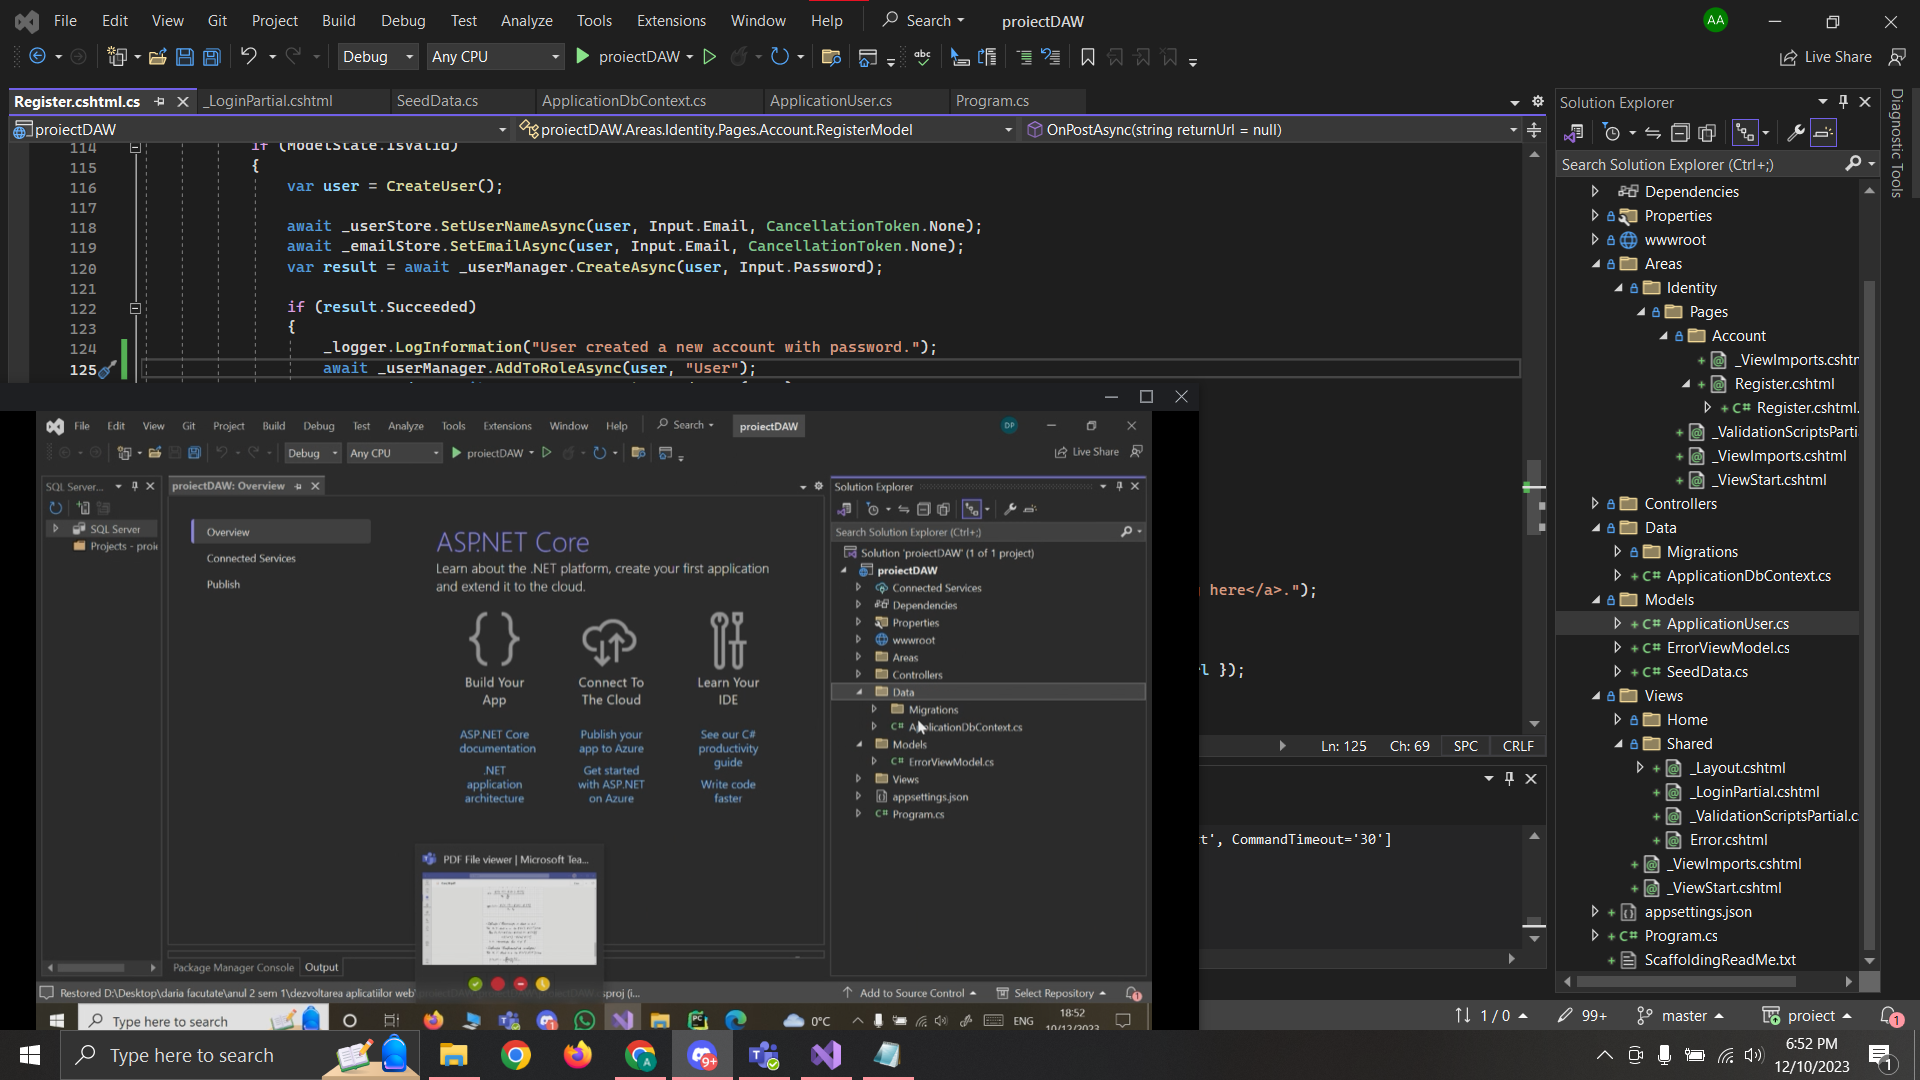 File Edit View Git Project Build Debug Test Analyze Tools Extensions Window Help Search proiectDAW AA
Debug Any CPU proiectDAW Live Share
Register.cshtml.cs _LoginPartial.cshtml SeedData.cs ApplicationDbContext.cs ApplicationUser.cs Program.cs
proiectDAW proiectDAW.Areas.Identity.Pages.Account.RegisterModel OnPostAsync(string returnUrl = null)
114 if (ModelState.IsValid)
115 {
116 var user = CreateUser();
117
118 await _userStore.SetUserNameAsync(user, Input.Email, CancellationToken.None);
119 await _emailStore.SetEmailAsync(user, Input.Email, CancellationToken.None);
120 var result = await _userManager.CreateAsync(user, Input.Password);
121
122 if (result.Succeeded)
123 {
124 _logger.LogInformation("User created a new account with password.");
125 await _userManager.AddToRoleAsync(user, "User");
here</a>.");
});
Ln: 125 Ch: 69 SPC CRLF
t', CommandTimeout='30']
Solution Explorer
Search Solution Explorer (Ctrl+;)
Dependencies
Properties
wwwroot
Areas
Identity
Pages
Account
_ViewImports.cshtm
Register.cshtml
Register.cshtml.
_ValidationScriptsParti
_ViewImports.cshtml
_ViewStart.cshtml
Controllers
Data
Migrations
ApplicationDbContext.cs
Models
ApplicationUser.cs
ErrorViewModel.cs
SeedData.cs
Views
Home
Shared
_Layout.cshtml
_LoginPartial.cshtml
_ValidationScriptsPartial.c
Error.cshtml
_ViewImports.cshtml
_ViewStart.cshtml
appsettings.json
Program.cs
ScaffoldingReadMe.txt
Diagnostic Tools
File Edit View Git Project Build Debug Test Analyze Tools Extensions Window Help Search proiectDAW DP
Debug Any CPU proiectDAW Live Share
SQL Server...
SQL Server
Projects - proie
proiectDAW: Overview
Overview
Connected Services
Publish
ASP.NET Core
Learn about the .NET platform, create your first application
and extend it to the cloud.
Build Your
App
Connect To
The Cloud
Learn Your
IDE
ASP.NET Core
documentation
.NET
application
architecture
Publish your
app to Azure
Get started
with ASP.NET
on Azure
See our C#
productivity
guide
Write code
faster
Solution Explorer
Search Solution Explorer (Ctrl+;)
Solution 'proiectDAW' (1 of 1 project)
proiectDAW
Connected Services
Dependencies
Properties
wwwroot
Areas
Controllers
Data
Migrations
ApplicationDbContext.cs
Models
ErrorViewModel.cs
Views
appsettings.json
Program.cs
PDF File viewer | Microsoft Tea...
Package Manager Console Output
Restored D:\Desktop\daria facutate\anul 2 sem 1\dezvoltarea aplicatiilor web
sproj (i...
Add to Source Control Select Repository 1
Type here to search 0°C ENG 18:52
10/12/2023
1 / 0 99+ master proiect 1
Type here to search 9+ 6:52 PM
12/10/2023 1